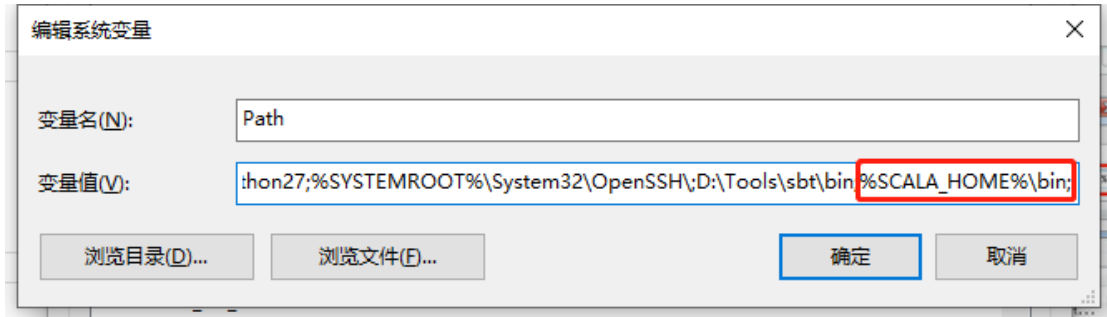 编辑系统变量
变量名(N):
Path
变量值(V):
thon27;%SYSTEMROOT%\System32\OpenSSH\;D:\Tools\sbt\bin;%SCALA_HOME%\bin;
浏览目录(D)...
浏览文件(F)...
确定
取消